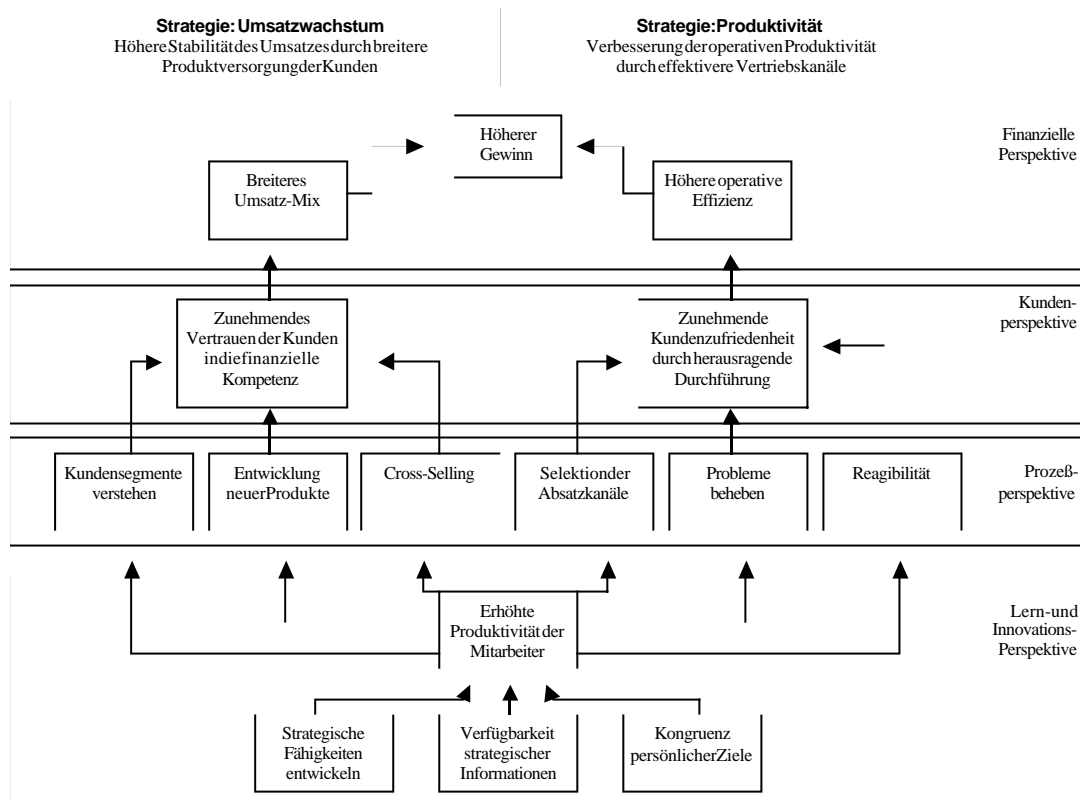 Strategie: Umsatzwachstum
Höhere Stabilität des Umsatzes durch breitere
Produktversorgung der Kunden
Strategie: Produktivität
Verbesserung der operativen Produktivität
durch effektivere Vertriebskanäle
Höherer
Gewinn
Finanzielle
Perspektive
Breiteres
Umsatz-Mix
Höhere operative
Effizienz
Zunehmendes
Vertrauen der Kunden
in die finanzielle
Kompetenz
Zunehmende
Kundenzufriedenheit
durch herausragende
Durchführung
Kunden-
perspektive
Kundensegmente
verstehen
Entwicklung
neuer Produkte
Cross-Selling
Selektion der
Absatzkanäle
Probleme
beheben
Reagibilität
Prozeß-
perspektive
Erhöhte
Produktivität der
Mitarbeiter
Lern- und
Innovations-
Perspektive
Strategische
Fähigkeiten
entwickeln
Verfügbarkeit
strategischer
Informationen
Kongruenz
persönlicher Ziele